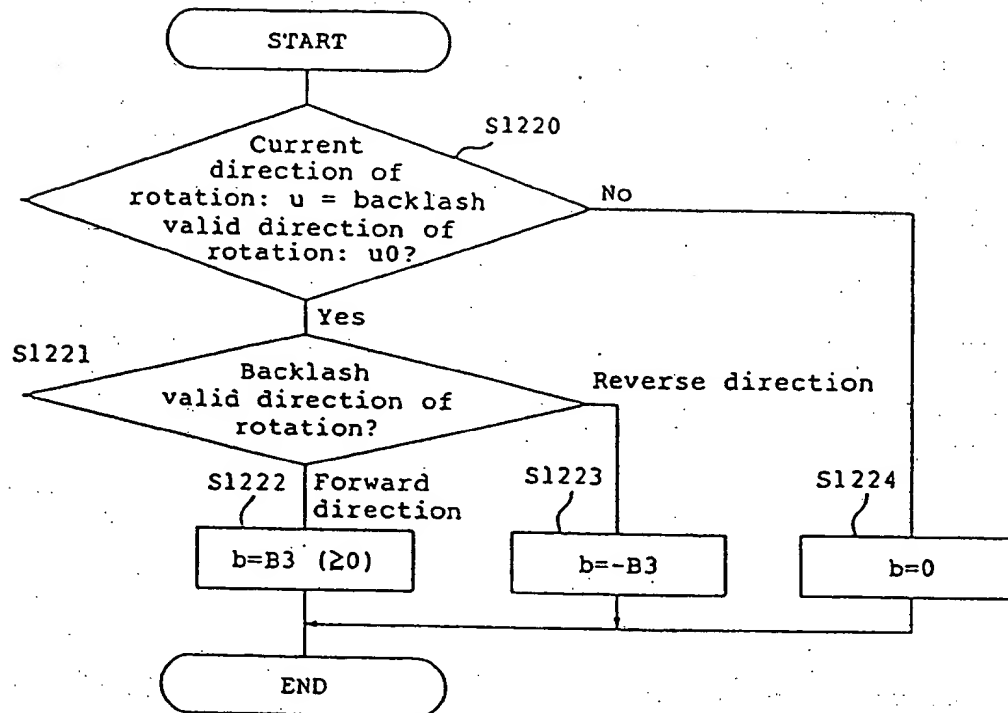 START
S1220
Current
direction of
rotation: u = backlash
valid direction of
rotation: u0?
No
Yes
S1221
Backlash
valid direction of
rotation?
Reverse direction
S1222
Forward
direction
S1223
S1224
b=B3 (≥0)
b=-B3
b=0
END